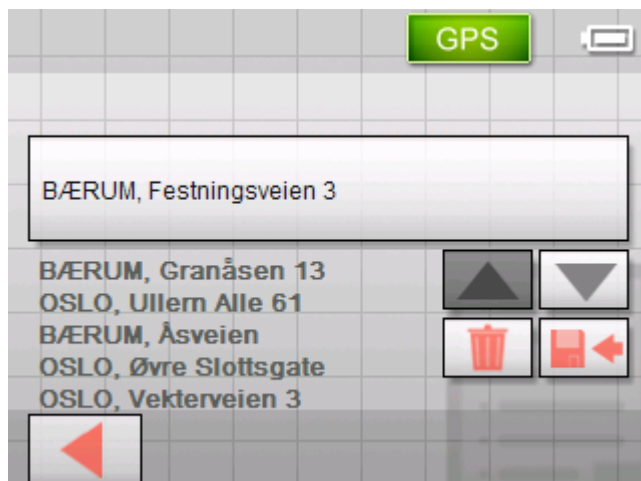 GPS
BÆRUM, Festningsveien 3
BÆRUM, Granåsen 13
OSLO, Ullern Alle 61
BÆRUM, Åsveien
OSLO, Øvre Slottsgate
OSLO, Vekterveien 3